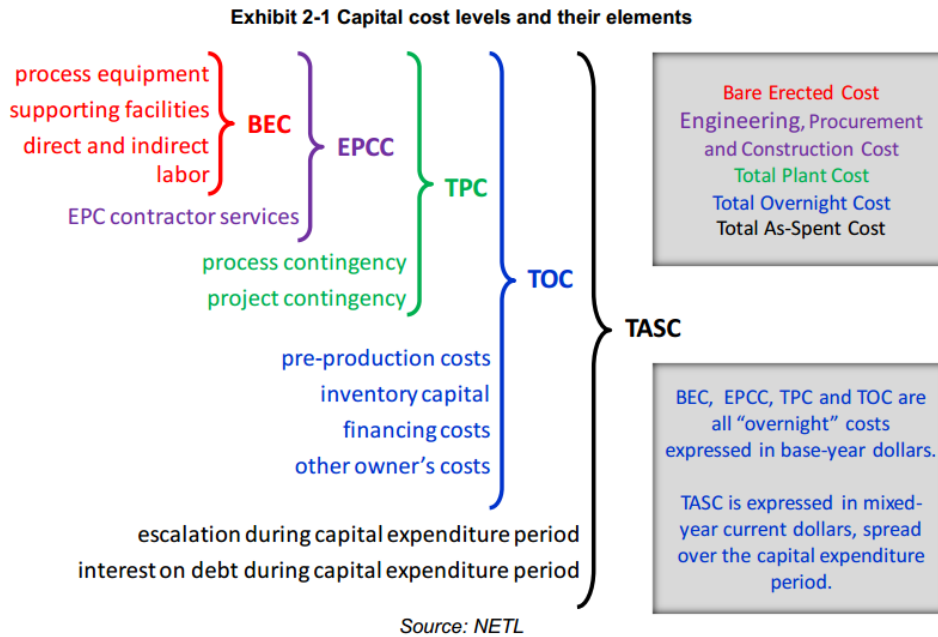 Exhibit 2-1 Capital cost levels and their elements
process equipment
supporting facilities
direct and indirect
labor
BEC
EPC contractor services
EPCC
process contingency
project contingency
TPC
pre-production costs
inventory capital
financing costs
other owner's costs
TOC
escalation during capital expenditure period
interest on debt during capital expenditure period
TASC
Bare Erected Cost
Engineering, Procurement
and Construction Cost
Total Plant Cost
Total Overnight Cost
Total As-Spent Cost
BEC, EPCC, TPC and TOC are
all “overnight” costs
expressed in base-year dollars.
TASC is expressed in mixed-
year current dollars, spread
over the capital expenditure
period.
Source: NETL